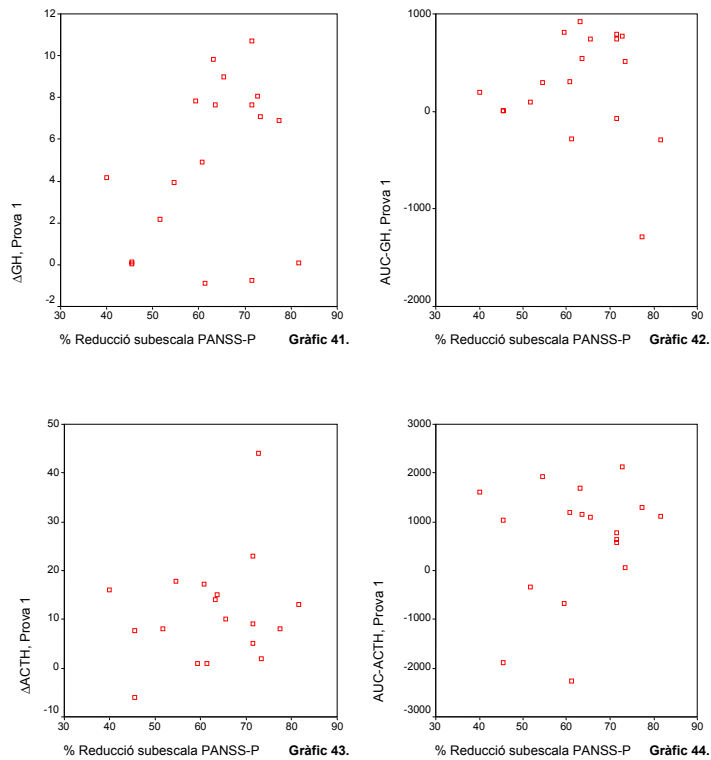 12
10
8
6
4
2
0
-2
ΔGH, Prova 1
30 40 50 60 70 80 90
% Reducció subescala PANSS-P Gràfic 41.
1000
0
-1000
-2000
AUC-GH, Prova 1
30 40 50 60 70 80 90
% Reducció subescala PANSS-P Gràfic 42.
50
40
30
20
10
0
-10
ΔACTH, Prova 1
30 40 50 60 70 80 90
% Reducció subescala PANSS-P Gràfic 43.
3000
2000
1000
0
-1000
-2000
-3000
AUC-ACTH, Prova 1
30 40 50 60 70 80 90
% Reducció subescala PANSS-P Gràfic 44.